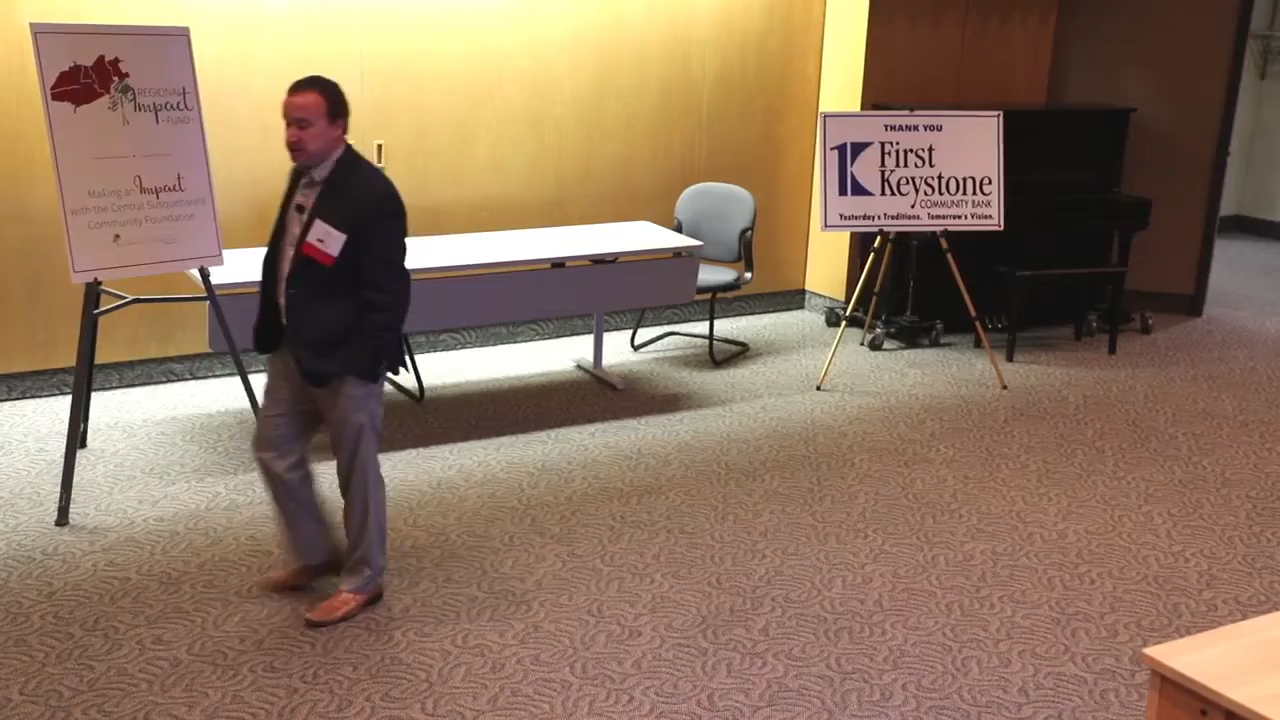 REGIONAL
Impact
• FUND •
Making an Impact
with the Central Susquehanna
Community Foundation
THANK YOU
1K First
Keystone
COMMUNITY BANK
Yesterday's Traditions. Tomorrow's Vision.